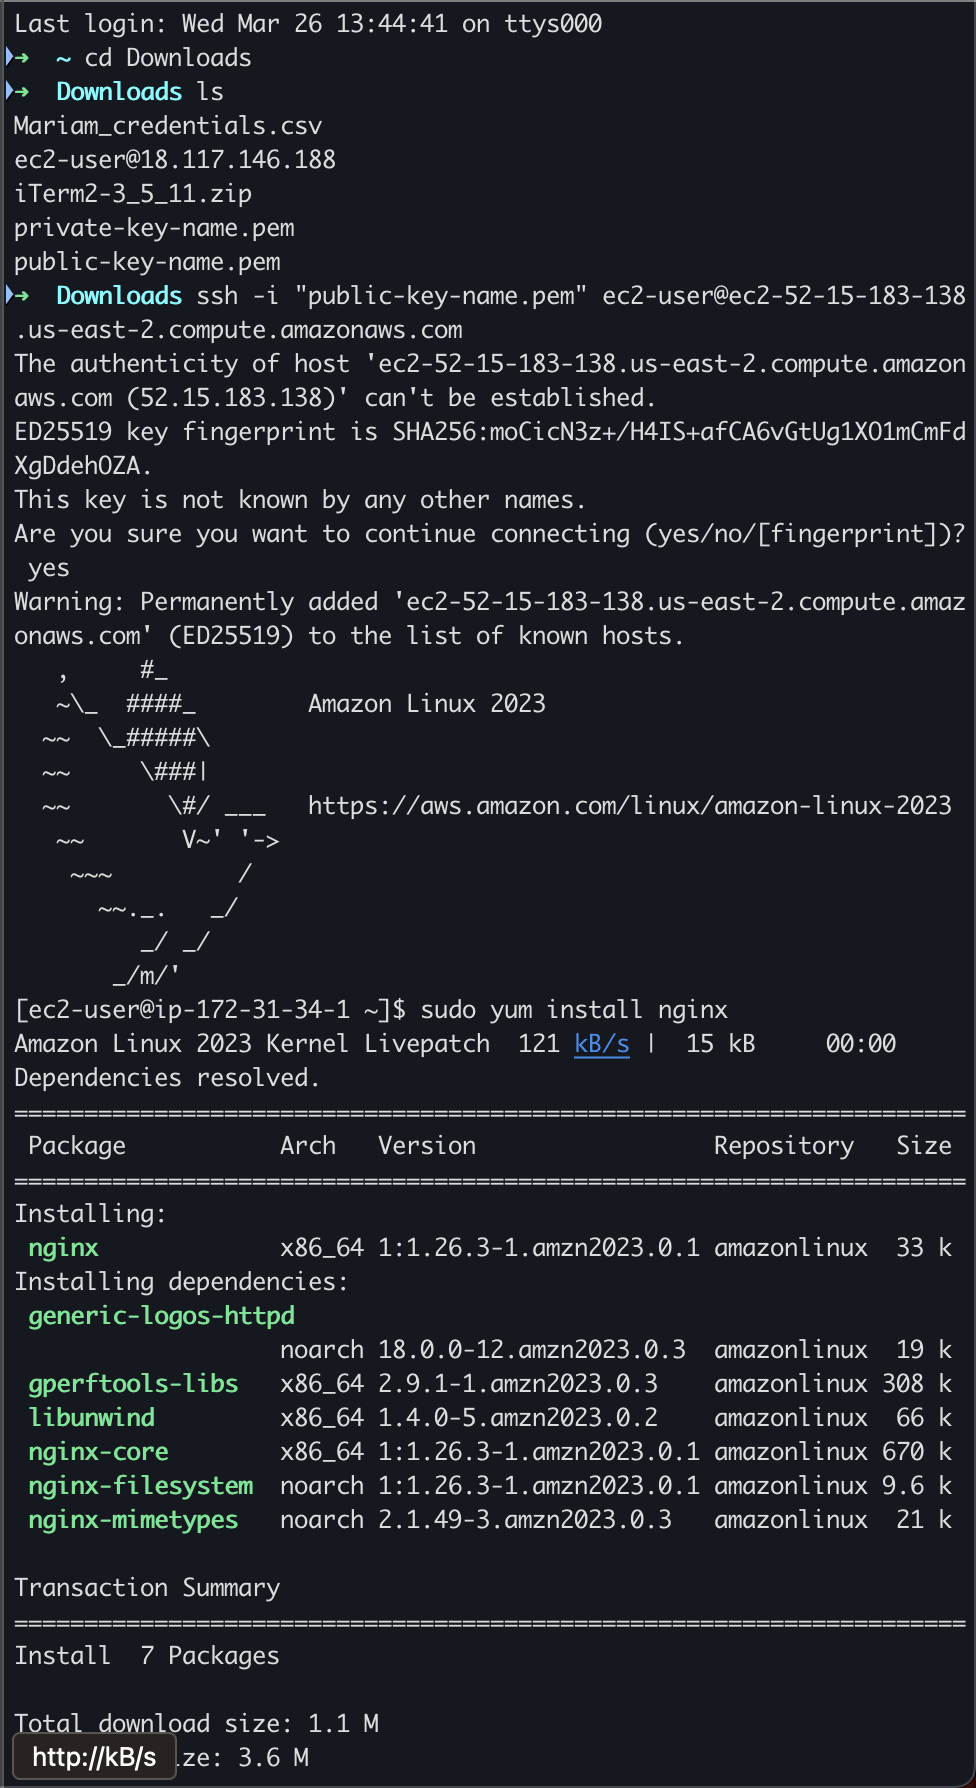 Last login: Wed Mar 26 13:44:41 on ttys000
➜  ~ cd Downloads
➜  Downloads ls
Mariam_credentials.csv
ec2-user@18.117.146.188
iTerm2-3_5_11.zip
private-key-name.pem
public-key-name.pem
➜  Downloads ssh -i "public-key-name.pem" ec2-user@ec2-52-15-183-138
.us-east-2.compute.amazonaws.com
The authenticity of host 'ec2-52-15-183-138.us-east-2.compute.amazon
aws.com (52.15.183.138)' can't be established.
ED25519 key fingerprint is SHA256:moCicN3z+/H4IS+afCA6vGtUg1XO1mCmFd
XgDdehOZA.
This key is not known by any other names.
Are you sure you want to continue connecting (yes/no/[fingerprint])?
 yes
Warning: Permanently added 'ec2-52-15-183-138.us-east-2.compute.amaz
onaws.com' (ED25519) to the list of known hosts.
   ,     #_
   ~\_  ####_        Amazon Linux 2023
  ~~  \_#####\
  ~~     \###|
  ~~       \#/ ___   https://aws.amazon.com/linux/amazon-linux-2023
   ~~       V~' '->
    ~~~         /
      ~~._.   _/
         _/ _/
       _/m/'
[ec2-user@ip-172-31-34-1 ~]$ sudo yum install nginx
Amazon Linux 2023 Kernel Livepatch  121 kB/s |  15 kB     00:00
Dependencies resolved.
====================================================================
 Package           Arch   Version                 Repository   Size
====================================================================
Installing:
 nginx             x86_64 1:1.26.3-1.amzn2023.0.1 amazonlinux  33 k
Installing dependencies:
 generic-logos-httpd
                   noarch 18.0.0-12.amzn2023.0.3  amazonlinux  19 k
 gperftools-libs   x86_64 2.9.1-1.amzn2023.0.3    amazonlinux 308 k
 libunwind         x86_64 1.4.0-5.amzn2023.0.2    amazonlinux  66 k
 nginx-core        x86_64 1:1.26.3-1.amzn2023.0.1 amazonlinux 670 k
 nginx-filesystem  noarch 1:1.26.3-1.amzn2023.0.1 amazonlinux 9.6 k
 nginx-mimetypes   noarch 2.1.49-3.amzn2023.0.3   amazonlinux  21 k

Transaction Summary
====================================================================
Install  7 Packages

Total download size: 1.1 M
http://kB/s ize: 3.6 M